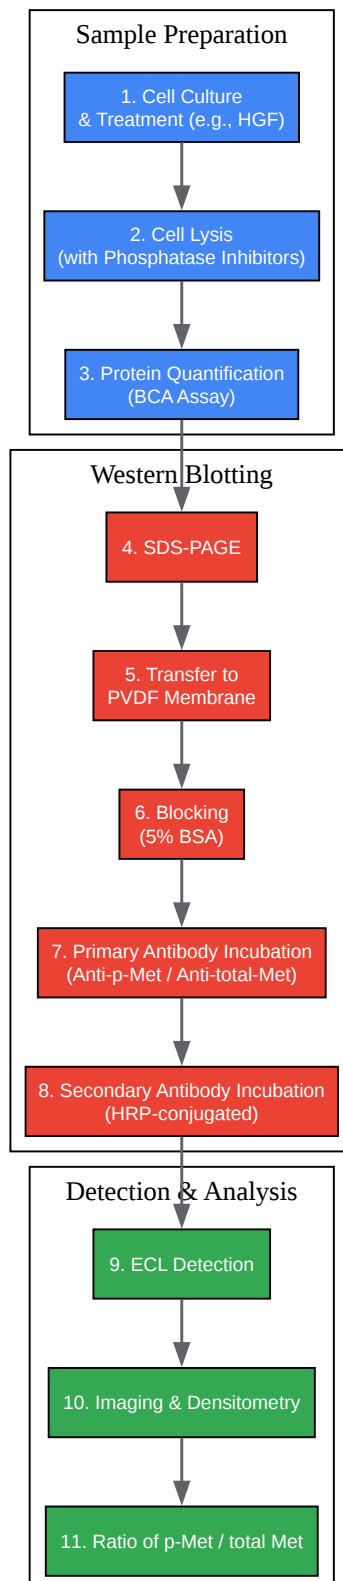 Sample Preparation
1. Cell Culture
& Treatment (e.g., HGF)
2. Cell Lysis
(with Phosphatase Inhibitors)
3. Protein Quantification
(BCA Assay)
Western Blotting
4. SDS-PAGE
5. Transfer to
PVDF Membrane
6. Blocking
(5% BSA)
7. Primary Antibody Incubation
(Anti-p-Met / Anti-total-Met)
8. Secondary Antibody Incubation
(HRP-conjugated)
Detection & Analysis
9. ECL Detection
10. Imaging & Densitometry
11. Ratio of p-Met / total Met